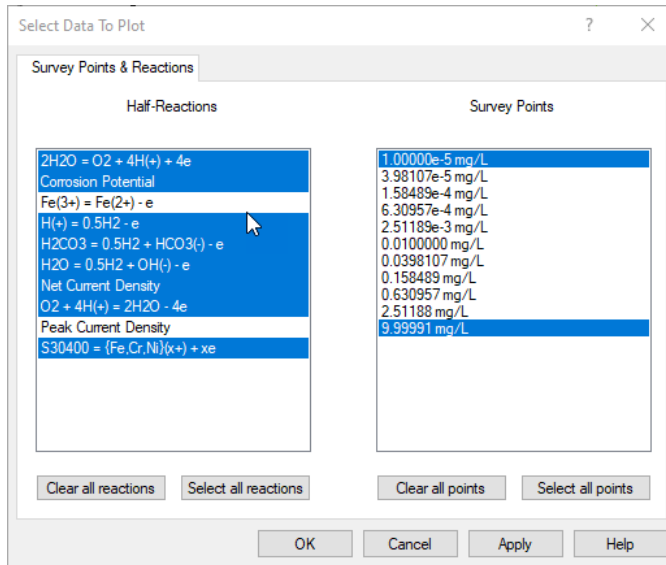 Select Data To Plot
?
Survey Points & Reactions
Half-Reactions
2H2O = O2 + 4H(+) + 4e
Corrosion Potential
Fe(3+) = Fe(2+) - e
H(+) = 0.5H2 - e
H2CO3 = 0.5H2 + HCO3(-) - e
H2O = 0.5H2 + OH(-) - e
Net Current Density
O2 + 4H(+) = 2H2O - 4e
Peak Current Density
S30400 = {Fe,Cr,Ni}(x+) + xe
Clear all reactions
Select all reactions
Survey Points
1.00000e-5 mg/L
3.98107e-5 mg/L
1.58489e-4 mg/L
6.30957e-4 mg/L
2.51189e-3 mg/L
0.0100000 mg/L
0.0398107 mg/L
0.158489 mg/L
0.630957 mg/L
2.51188 mg/L
9.99991 mg/L
Clear all points
Select all points
OK
Cancel
Apply
Help